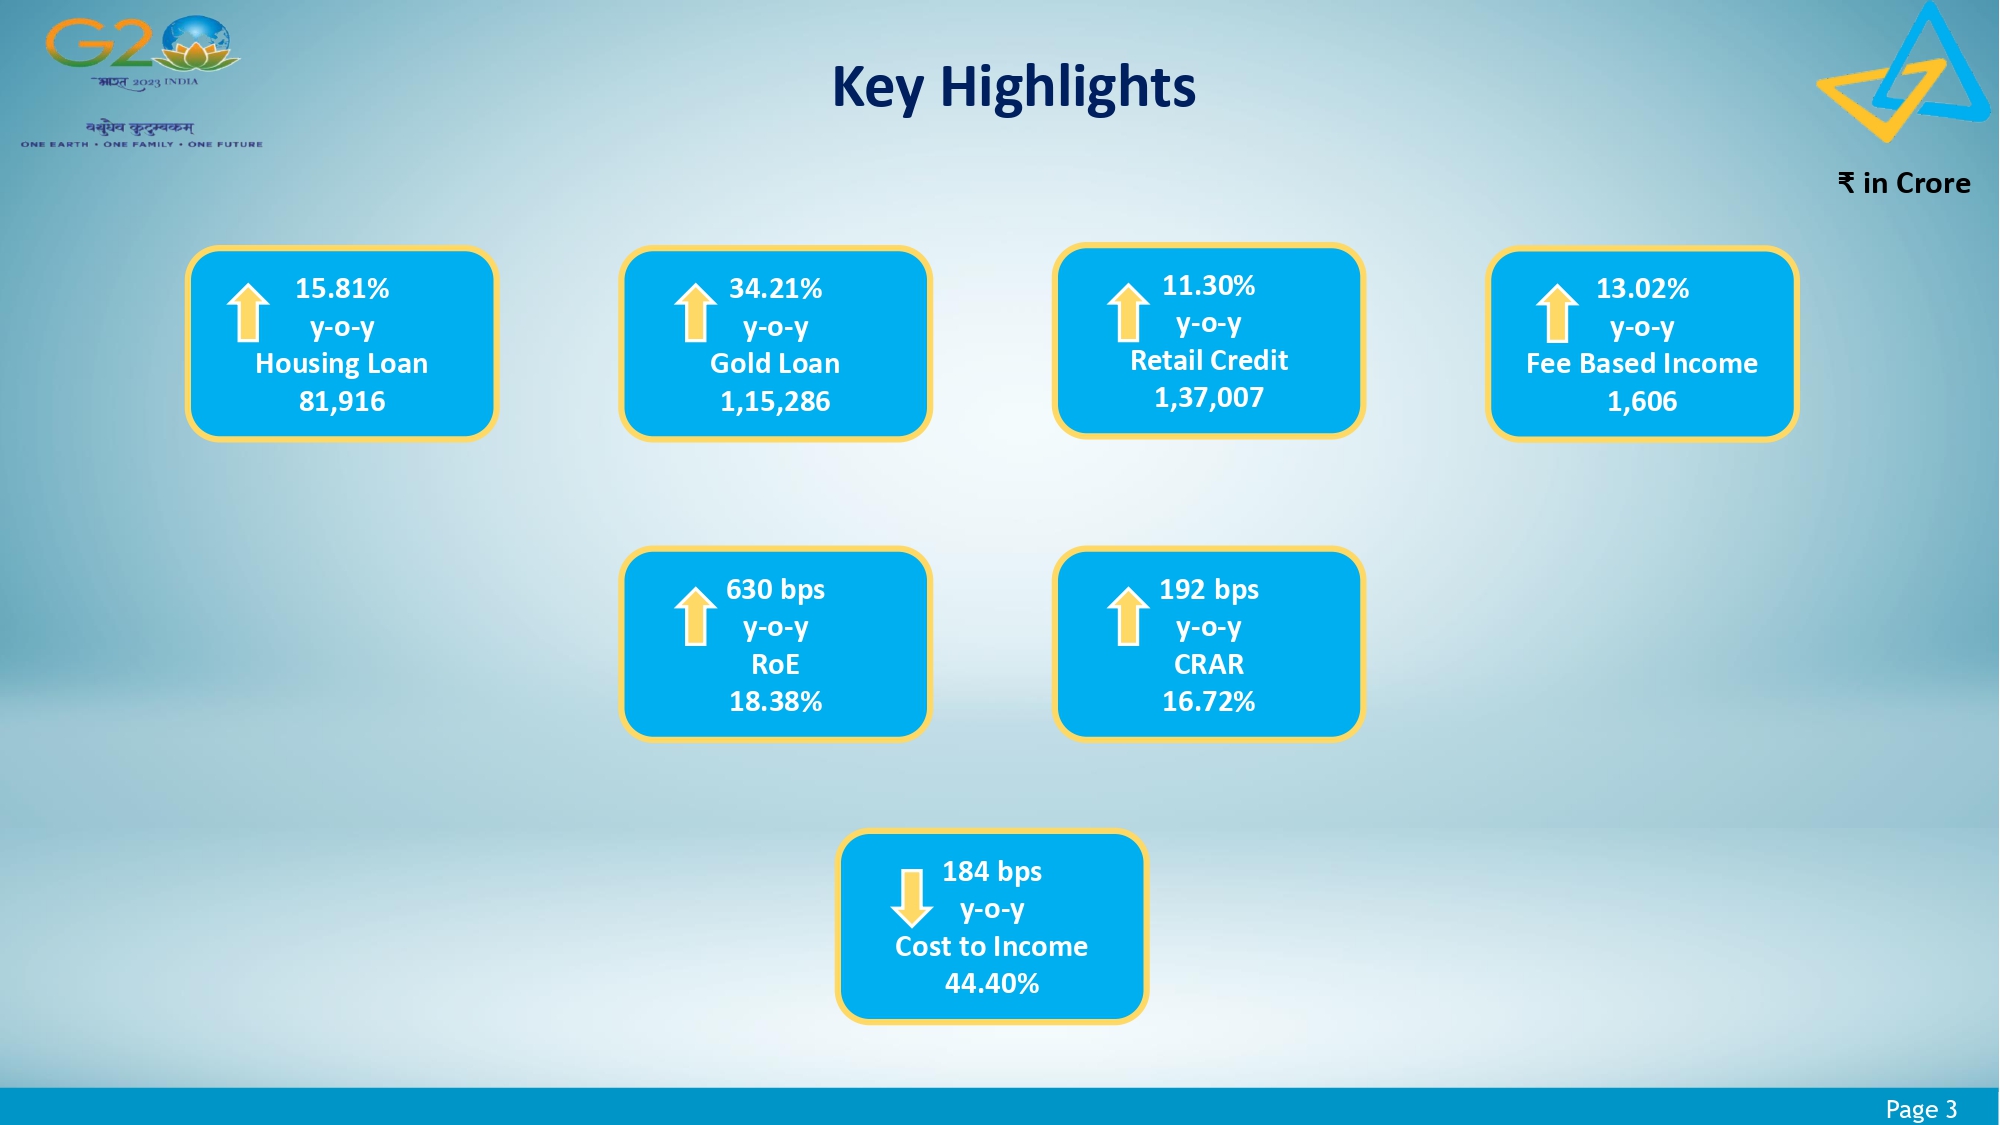 G20
भारत 2023 INDIA
वसुधैव कुटुम्बकम्
ONE EARTH • ONE FAMILY • ONE FUTURE
Key Highlights
₹ in Crore
15.81%
y-o-y
Housing Loan
81,916
34.21%
y-o-y
Gold Loan
1,15,286
11.30%
y-o-y
Retail Credit
1,37,007
13.02%
y-o-y
Fee Based Income
1,606
630 bps
y-o-y
RoE
18.38%
192 bps
y-o-y
CRAR
16.72%
184 bps
y-o-y
Cost to Income
44.40%
Page 3